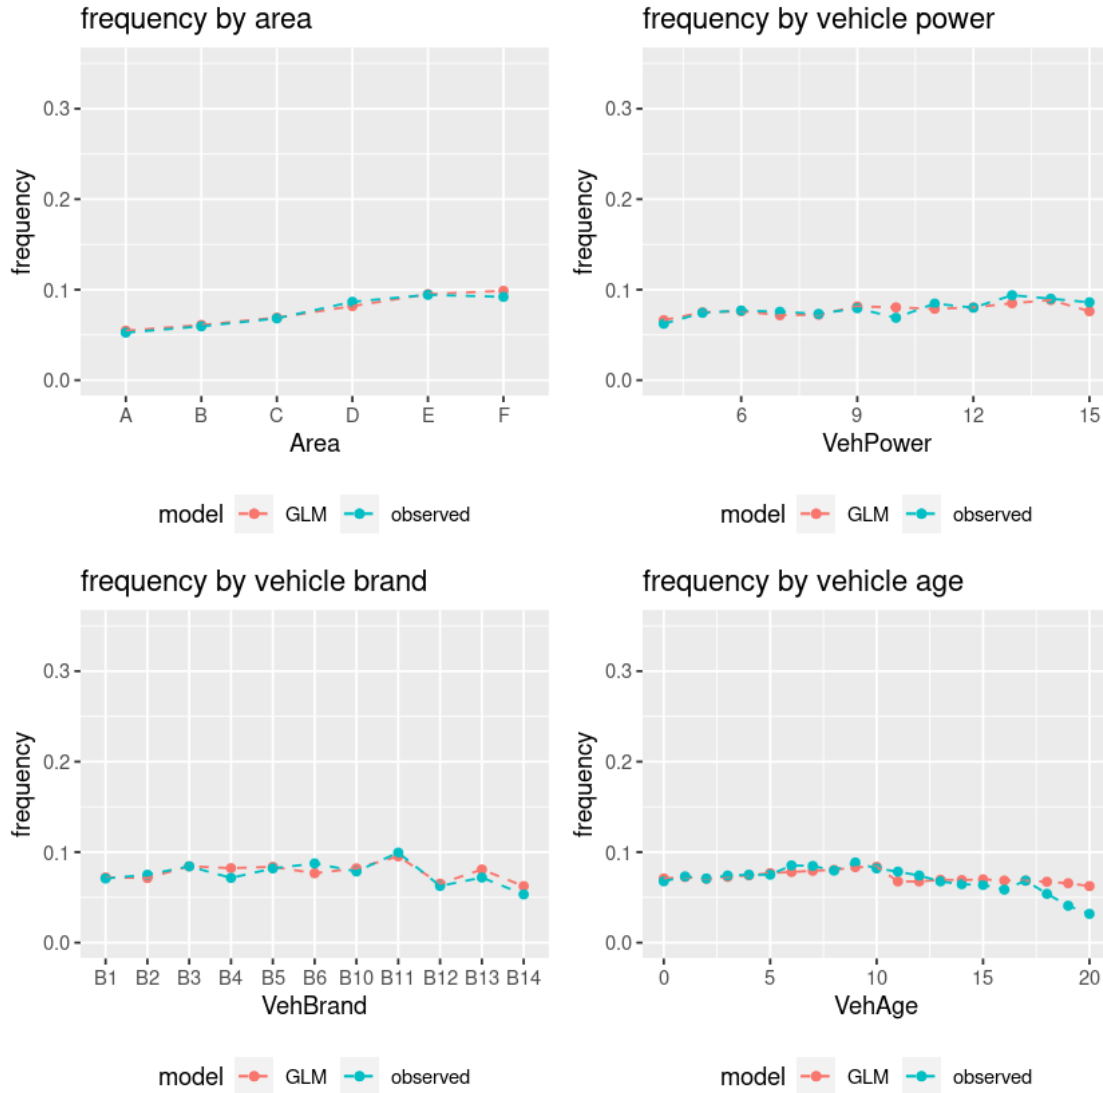 frequency by area
0.3
0.2
0.1
0.0
frequency
A B C D E F
Area
model GLM observed
frequency by vehicle power
0.3
0.2
0.1
0.0
frequency
6 9 12 15
VehPower
model GLM observed
frequency by vehicle brand
0.3
0.2
0.1
0.0
frequency
B1 B2 B3 B4 B5 B6 B10 B11 B12 B13 B14
VehBrand
model GLM observed
frequency by vehicle age
0.3
0.2
0.1
0.0
frequency
0 5 10 15 20
VehAge
model GLM observed